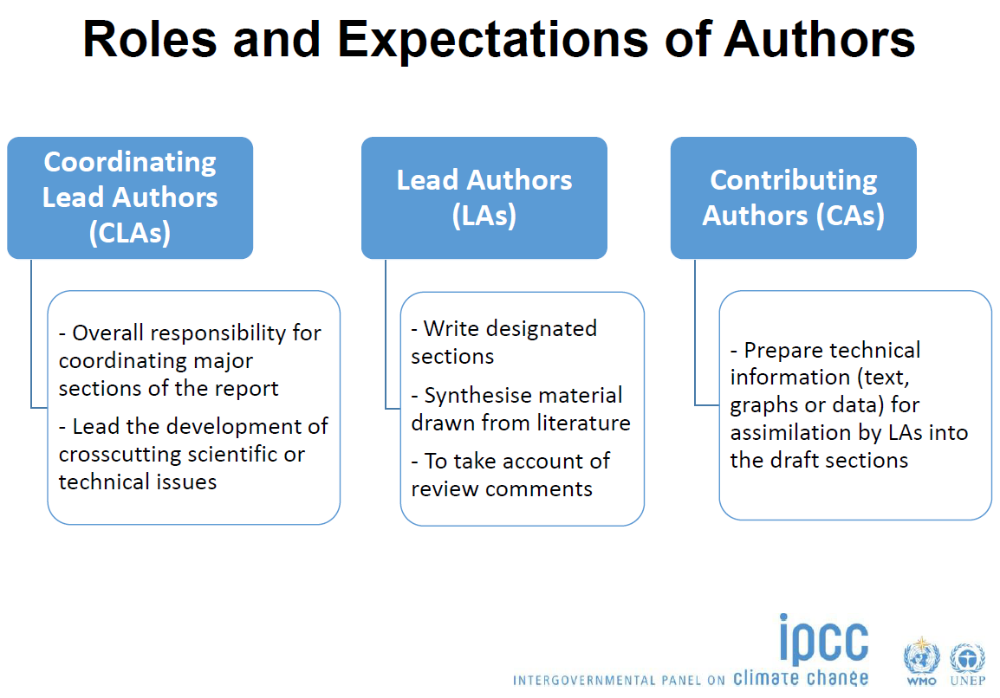 Roles and Expectations of Authors
Coordinating
Lead Authors
(CLAs)
- Overall responsibility for
coordinating major
sections of the report
- Lead the development of
crosscutting scientific or
technical issues
Lead Authors
(LAs)
- Write designated
sections
- Synthesise material
drawn from literature
- To take account of
review comments
Contributing
Authors (CAs)
- Prepare technical
information (text,
graphs or data) for
assimilation by LAs into
the draft sections
ipcc
INTERGOVERNMENTAL PANEL ON climate change
WMO
UNEP